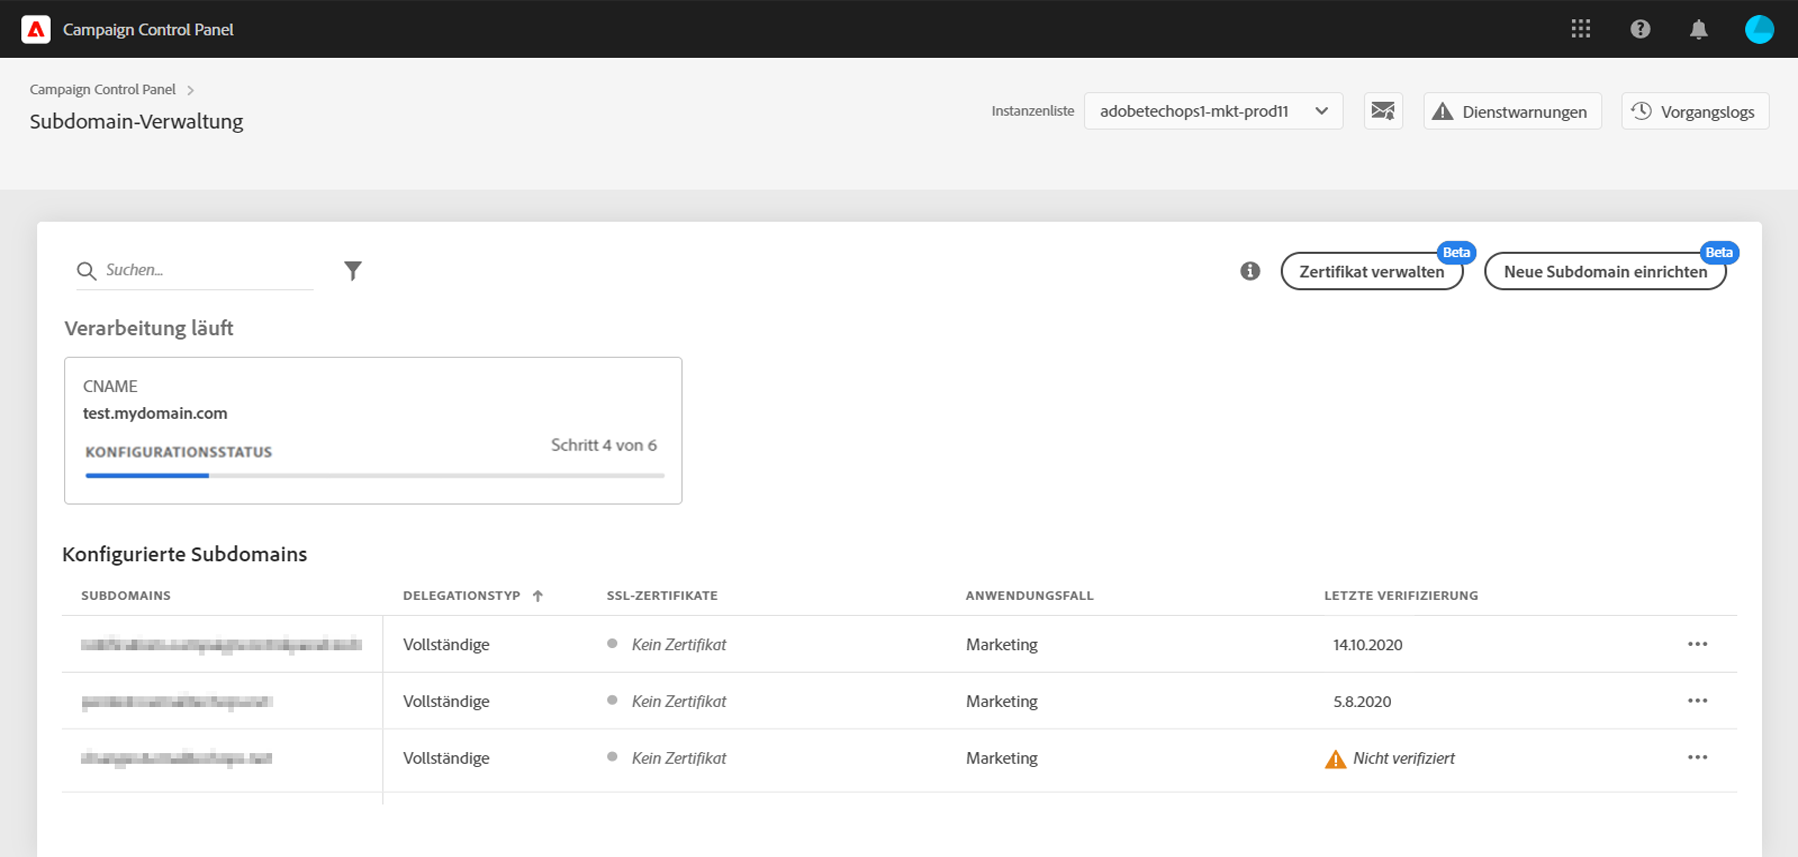 Campaign Control Panel
Campaign Control Panel
Subdomain-Verwaltung
Instanzenliste
adobetechops1-mkt-prod11
Dienstwarnungen
Vorgangslogs
Suchen...
Zertifikat verwalten
Beta
Neue Subdomain einrichten
Beta
Verarbeitung läuft
CNAME
test.mydomain.com
KONFIGURATIONSSTATUS
Schritt 4 von 6
Konfigurierte Subdomains
SUBDOMAINS DELEGATIONSTYP SSL-ZERTIFIKATE ANWENDUNGSFALL LETZTE VERIFIZIERUNG
Vollständige Kein Zertifikat Marketing 14.10.2020
Vollständige Kein Zertifikat Marketing 5.8.2020
Vollständige Kein Zertifikat Marketing Nicht verifiziert